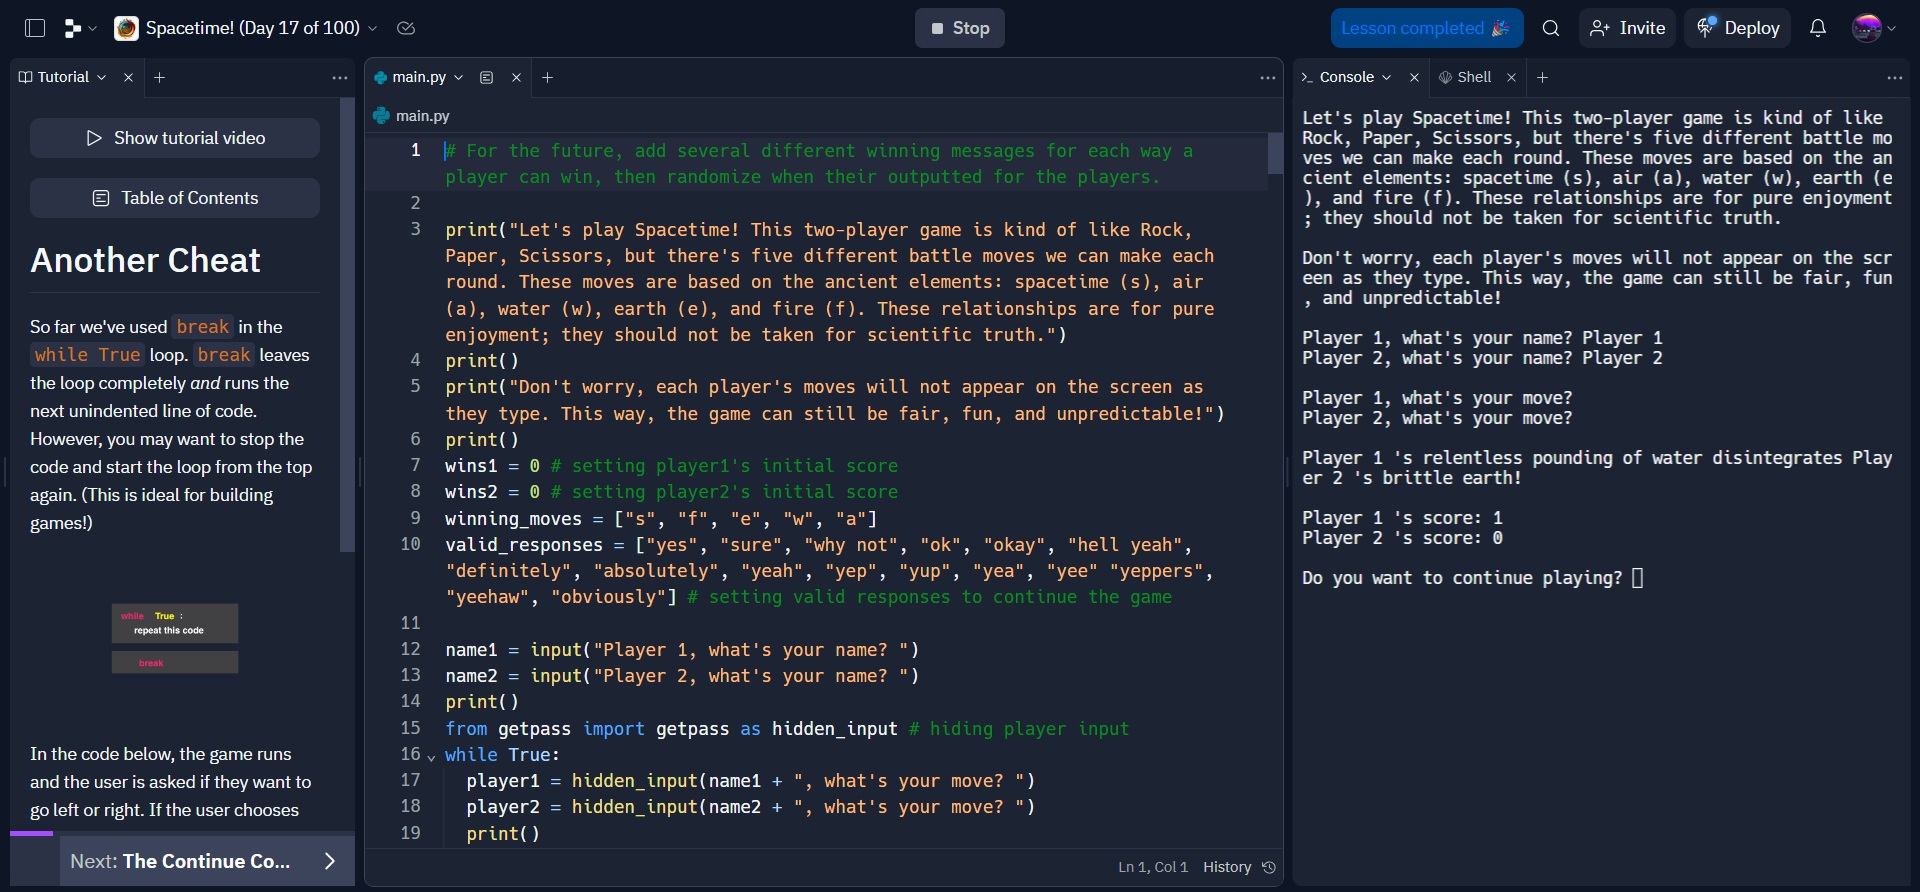 Spacetime! (Day 17 of 100)
Stop
Lesson completed 🎉
Invite
Deploy
Tutorial
Show tutorial video
Table of Contents
Another Cheat
So far we've used break in the
while True loop. break leaves
the loop completely and runs the
next unindented line of code.
However, you may want to stop the
code and start the loop from the top
again. (This is ideal for building
games!)
while True :
repeat this code
break
In the code below, the game runs
and the user is asked if they want to
go left or right. If the user chooses
Next: The Continue Co...
main.py
main.py
1 # For the future, add several different winning messages for each way a
player can win, then randomize when their outputted for the players.
2
3 print("Let's play Spacetime! This two-player game is kind of like Rock,
Paper, Scissors, but there's five different battle moves we can make each
round. These moves are based on the ancient elements: spacetime (s), air
(a), water (w), earth (e), and fire (f). These relationships are for pure
enjoyment; they should not be taken for scientific truth.")
4 print()
5 print("Don't worry, each player's moves will not appear on the screen as
they type. This way, the game can still be fair, fun, and unpredictable!")
6 print()
7 wins1 = 0 # setting player1's initial score
8 wins2 = 0 # setting player2's initial score
9 winning_moves = ["s", "f", "e", "w", "a"]
10 valid_responses = ["yes", "sure", "why not", "ok", "okay", "hell yeah",
"definitely", "absolutely", "yeah", "yep", "yup", "yea", "yee" "yeppers",
"yeehaw", "obviously"] # setting valid responses to continue the game
11
12 name1 = input("Player 1, what's your name? ")
13 name2 = input("Player 2, what's your name? ")
14 print()
15 from getpass import getpass as hidden_input # hiding player input
16 while True:
17 player1 = hidden_input(name1 + ", what's your move? ")
18 player2 = hidden_input(name2 + ", what's your move? ")
19 print()
Ln 1, Col 1 History
Console
Shell
Let's play Spacetime! This two-player game is kind of like
Rock, Paper, Scissors, but there's five different battle mo
ves we can make each round. These moves are based on the an
cient elements: spacetime (s), air (a), water (w), earth (e
), and fire (f). These relationships are for pure enjoyment
; they should not be taken for scientific truth.
Don't worry, each player's moves will not appear on the scr
een as they type. This way, the game can still be fair, fun
, and unpredictable!
Player 1, what's your name? Player 1
Player 2, what's your name? Player 2
Player 1, what's your move?
Player 2, what's your move?
Player 1 's relentless pounding of water disintegrates Play
er 2 's brittle earth!
Player 1 's score: 1
Player 2 's score: 0
Do you want to continue playing?